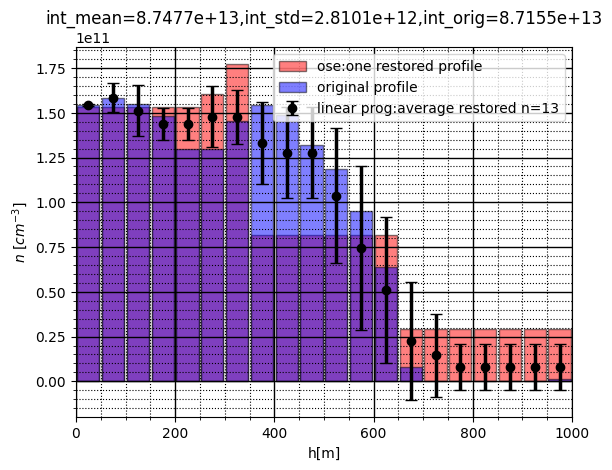 int_mean=8.7477e+13,int_std=2.8101e+12,int_orig=8.7155e+13
1e11
ose:one restored profile
original profile
linear prog:average restored n=13
1.75
1.50
1.25
1.00
0.75
0.50
0.25
0.00
n [cm⁻³]
0 200 400 600 800 1000
h[m]